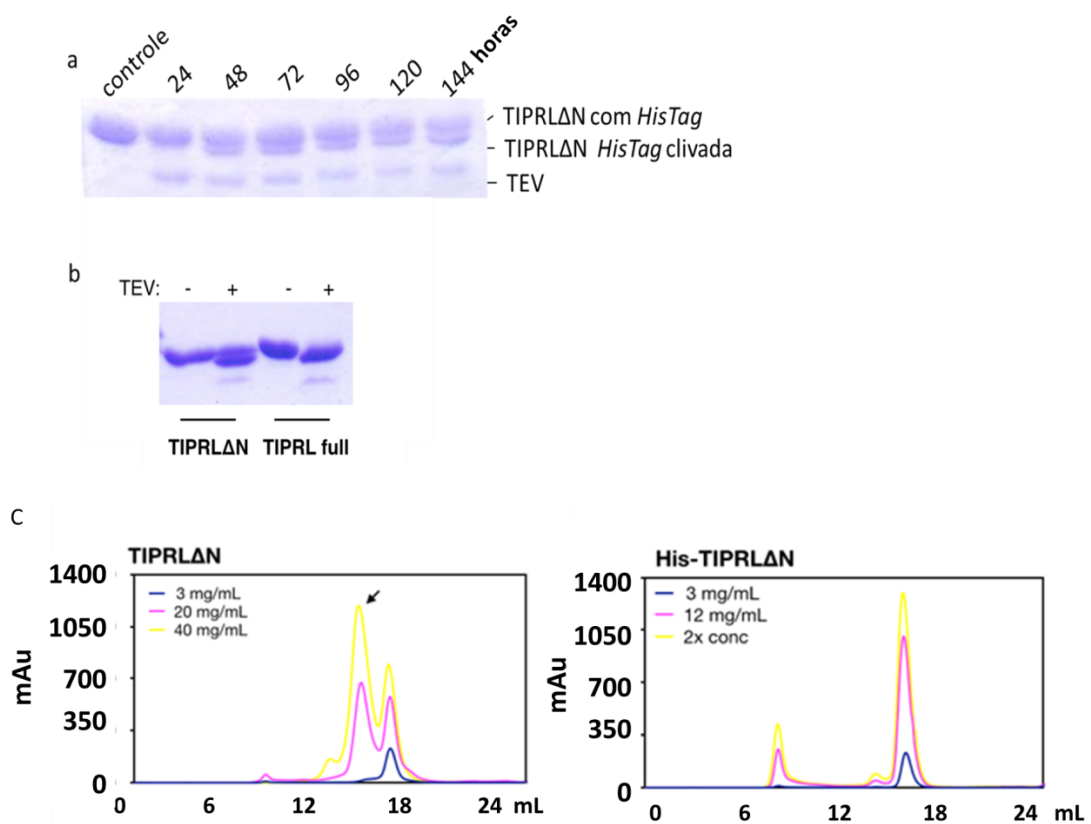 a
controle 24 48 72 96 120 144 horas
TIPRLΔN com HisTag
TIPRLΔN HisTag clivada
TEV
b
TEV: - + - +
TIPRLΔN TIPRL full
C
TIPRLΔN
1400
1050
700
350
0
mAu
3 mg/mL
20 mg/mL
40 mg/mL
0 6 12 18 24 mL
His-TIPRLΔN
1400
1050
700
350
0
mAu
3 mg/mL
12 mg/mL
2x conc
0 6 12 18 24 mL